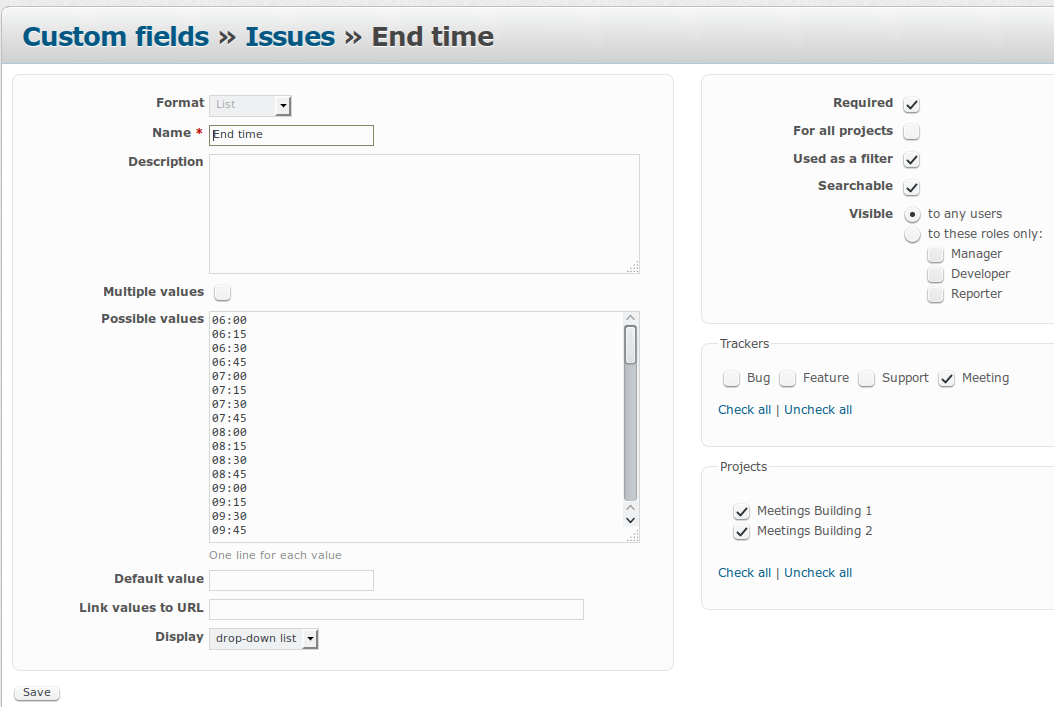 Custom fields » Issues » End time
Format List
Name * End time
Description
Multiple values
Possible values
06:00
06:15
06:30
06:45
07:00
07:15
07:30
07:45
08:00
08:15
08:30
08:45
09:00
09:15
09:30
09:45
One line for each value
Default value
Link values to URL
Display drop-down list
Save
Required
For all projects
Used as a filter
Searchable
Visible to any users
to these roles only:
Manager
Developer
Reporter
Trackers
Bug Feature Support Meeting
Check all | Uncheck all
Projects
Meetings Building 1
Meetings Building 2
Check all | Uncheck all